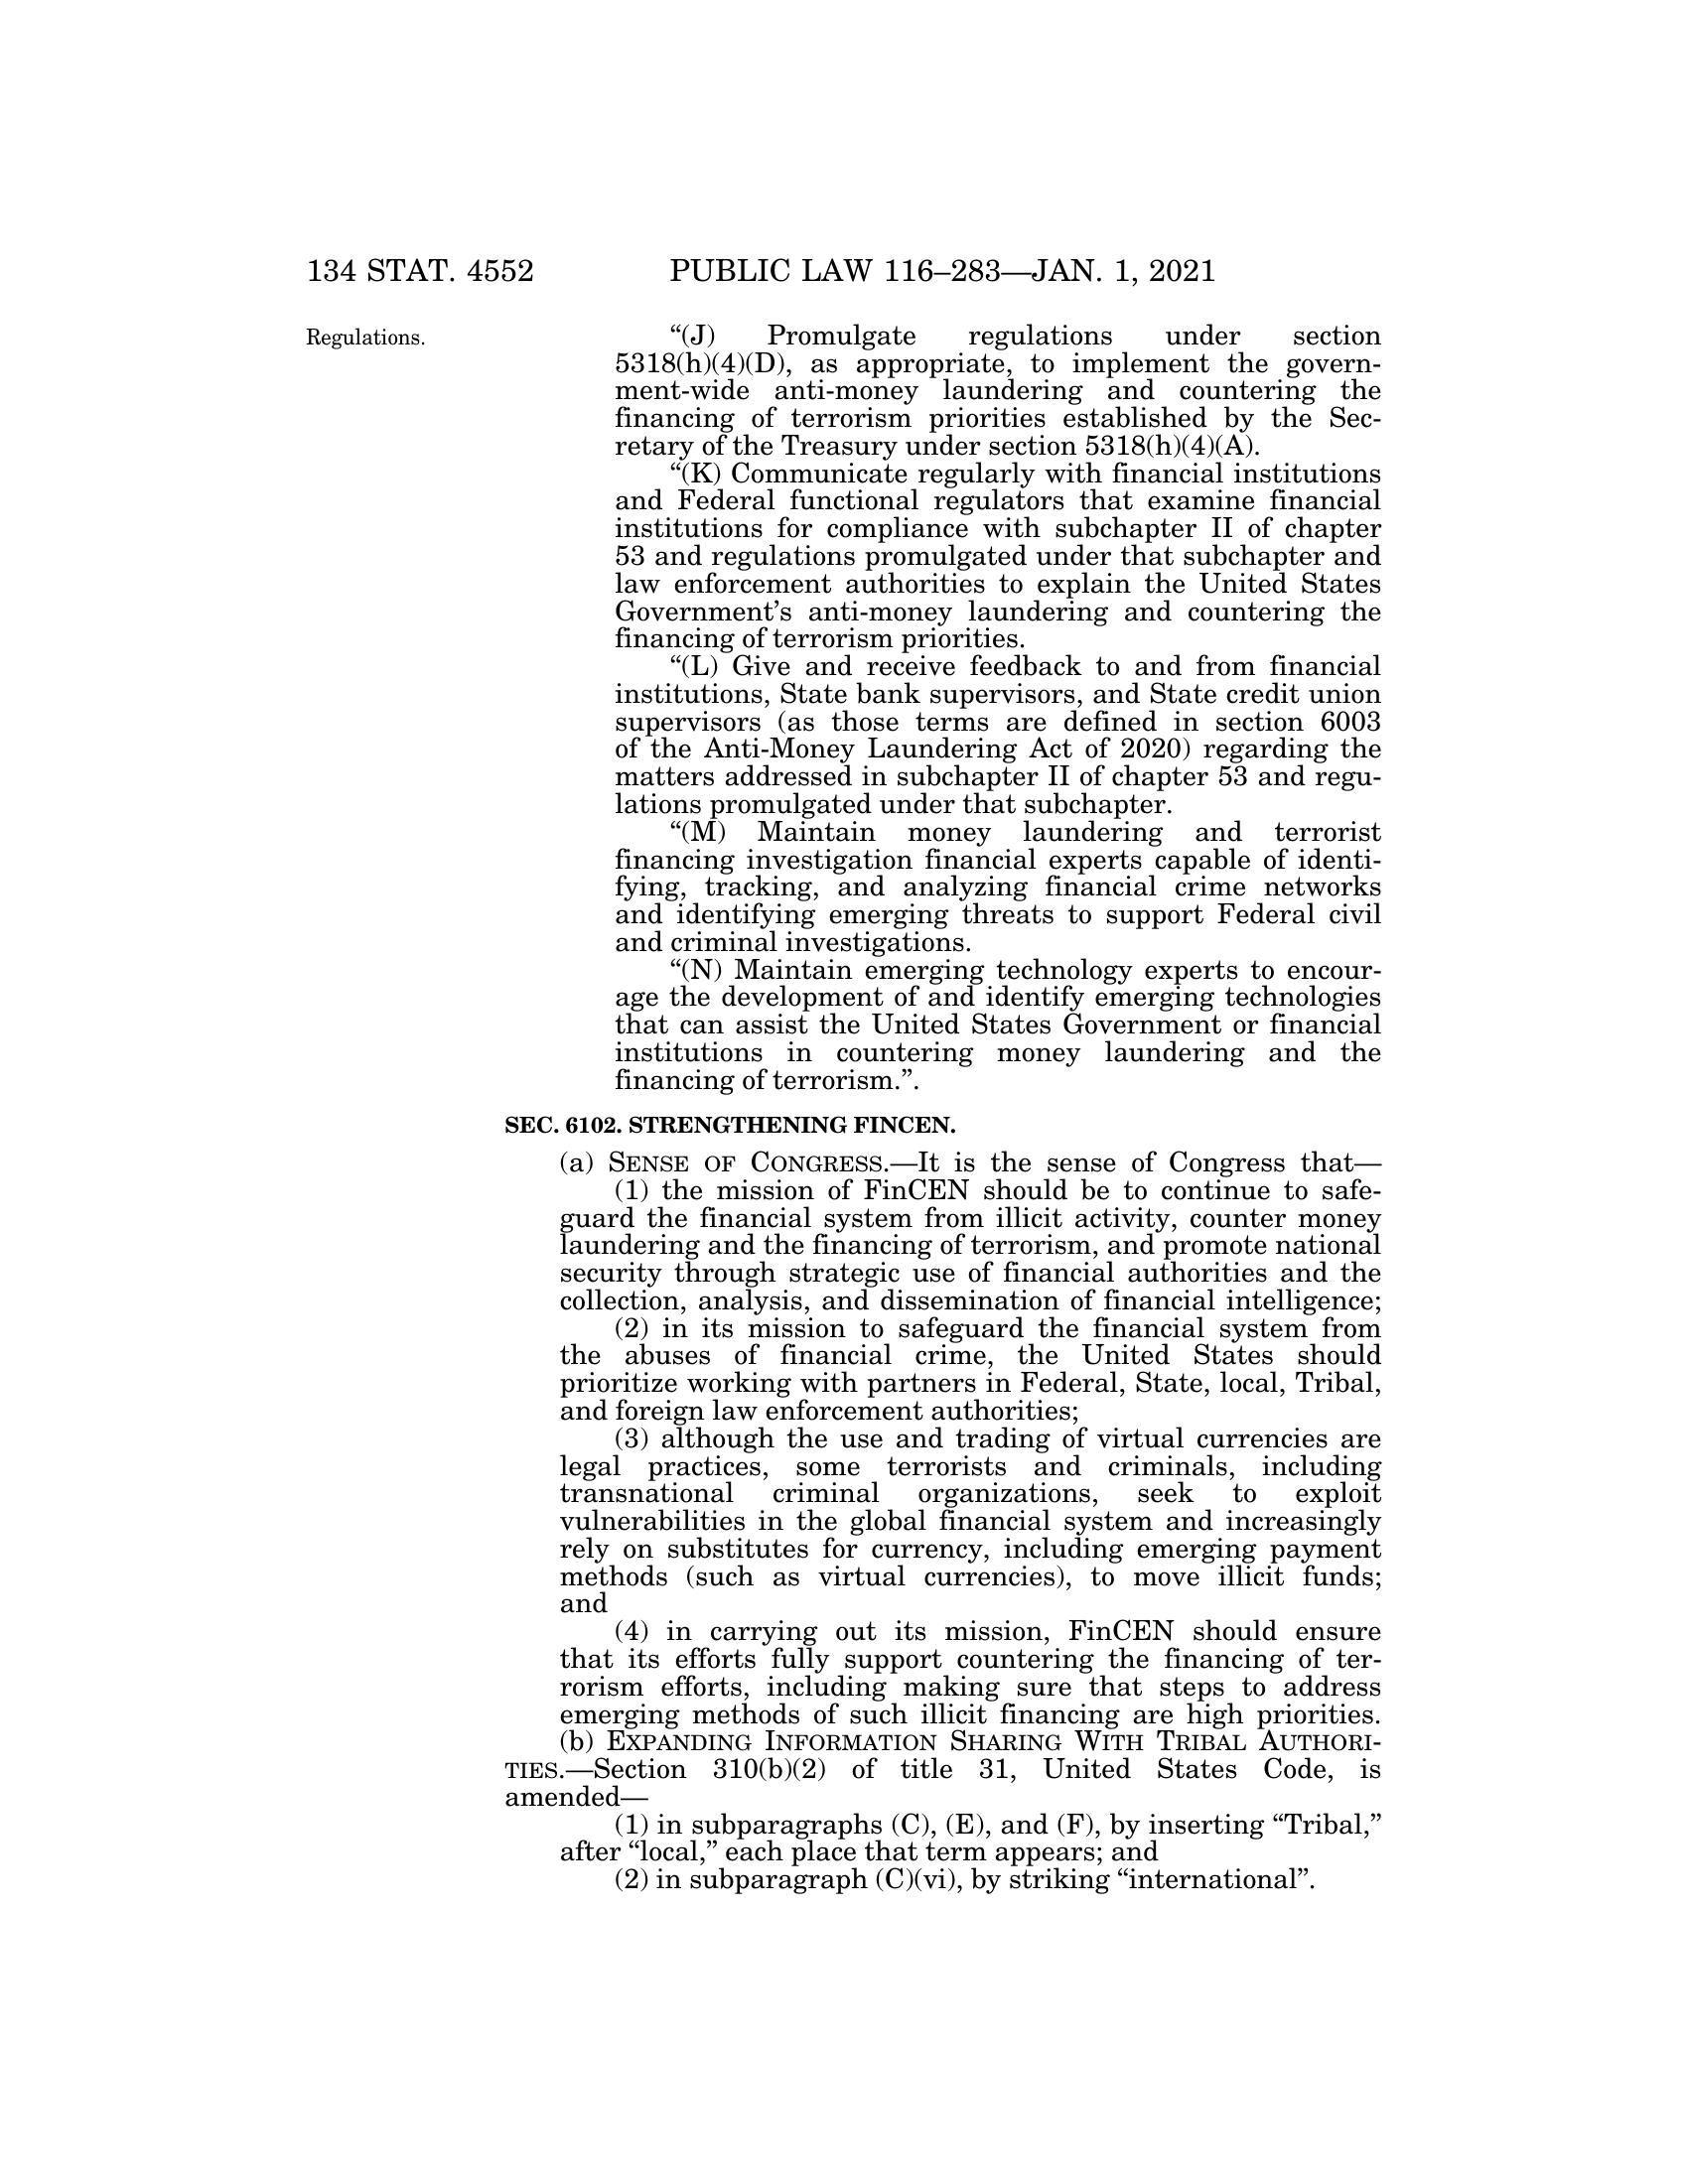 134 STAT. 4552
PUBLIC LAW 116–283—JAN. 1, 2021
Regulations.
“(J) Promulgate regulations under section
5318(h)(4)(D), as appropriate, to implement the govern-
ment-wide anti-money laundering and countering the
financing of terrorism priorities established by the Sec-
retary of the Treasury under section 5318(h)(4)(A).
“(K) Communicate regularly with financial institutions
and Federal functional regulators that examine financial
institutions for compliance with subchapter II of chapter
53 and regulations promulgated under that subchapter and
law enforcement authorities to explain the United States
Government’s anti-money laundering and countering the
financing of terrorism priorities.
“(L) Give and receive feedback to and from financial
institutions, State bank supervisors, and State credit union
supervisors (as those terms are defined in section 6003
of the Anti-Money Laundering Act of 2020) regarding the
matters addressed in subchapter II of chapter 53 and regu-
lations promulgated under that subchapter.
“(M) Maintain money laundering and terrorist
financing investigation financial experts capable of identi-
fying, tracking, and analyzing financial crime networks
and identifying emerging threats to support Federal civil
and criminal investigations.
“(N) Maintain emerging technology experts to encour-
age the development of and identify emerging technologies
that can assist the United States Government or financial
institutions in countering money laundering and the
financing of terrorism.”.
SEC. 6102. STRENGTHENING FINCEN.
(a) SENSE OF CONGRESS.—It is the sense of Congress that—
(1) the mission of FinCEN should be to continue to safe-
guard the financial system from illicit activity, counter money
laundering and the financing of terrorism, and promote national
security through strategic use of financial authorities and the
collection, analysis, and dissemination of financial intelligence;
(2) in its mission to safeguard the financial system from
the abuses of financial crime, the United States should
prioritize working with partners in Federal, State, local, Tribal,
and foreign law enforcement authorities;
(3) although the use and trading of virtual currencies are
legal practices, some terrorists and criminals, including
transnational criminal organizations, seek to exploit
vulnerabilities in the global financial system and increasingly
rely on substitutes for currency, including emerging payment
methods (such as virtual currencies), to move illicit funds;
and
(4) in carrying out its mission, FinCEN should ensure
that its efforts fully support countering the financing of ter-
rorism efforts, including making sure that steps to address
emerging methods of such illicit financing are high priorities.
(b) EXPANDING INFORMATION SHARING WITH TRIBAL AUTHORI-
TIES.—Section 310(b)(2) of title 31, United States Code, is
amended—
(1) in subparagraphs (C), (E), and (F), by inserting “Tribal,”
after “local,” each place that term appears; and
(2) in subparagraph (C)(vi), by striking “international”.